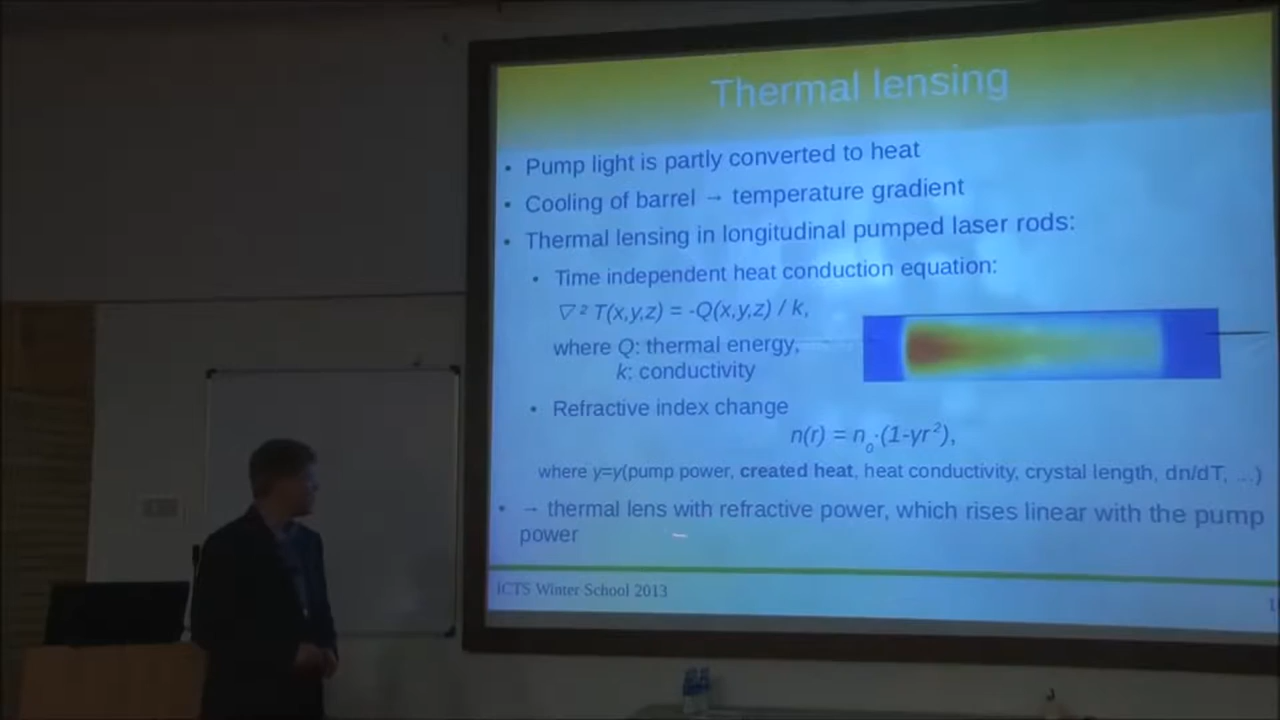 Thermal lensing
• Pump light is partly converted to heat
• Cooling of barrel → temperature gradient
• Thermal lensing in longitudinal pumped laser rods:
• Time independent heat conduction equation:
∇² T(x,y,z) = -Q(x,y,z) / k,
where Q: thermal energy,
k: conductivity
• Refractive index change
n(r) = n₀·(1-γr²),
where γ=γ(pump power, created heat, heat conductivity, crystal length, dn/dT, ...)
• → thermal lens with refractive power, which rises linear with the pump
power
ICTS Winter School 2013